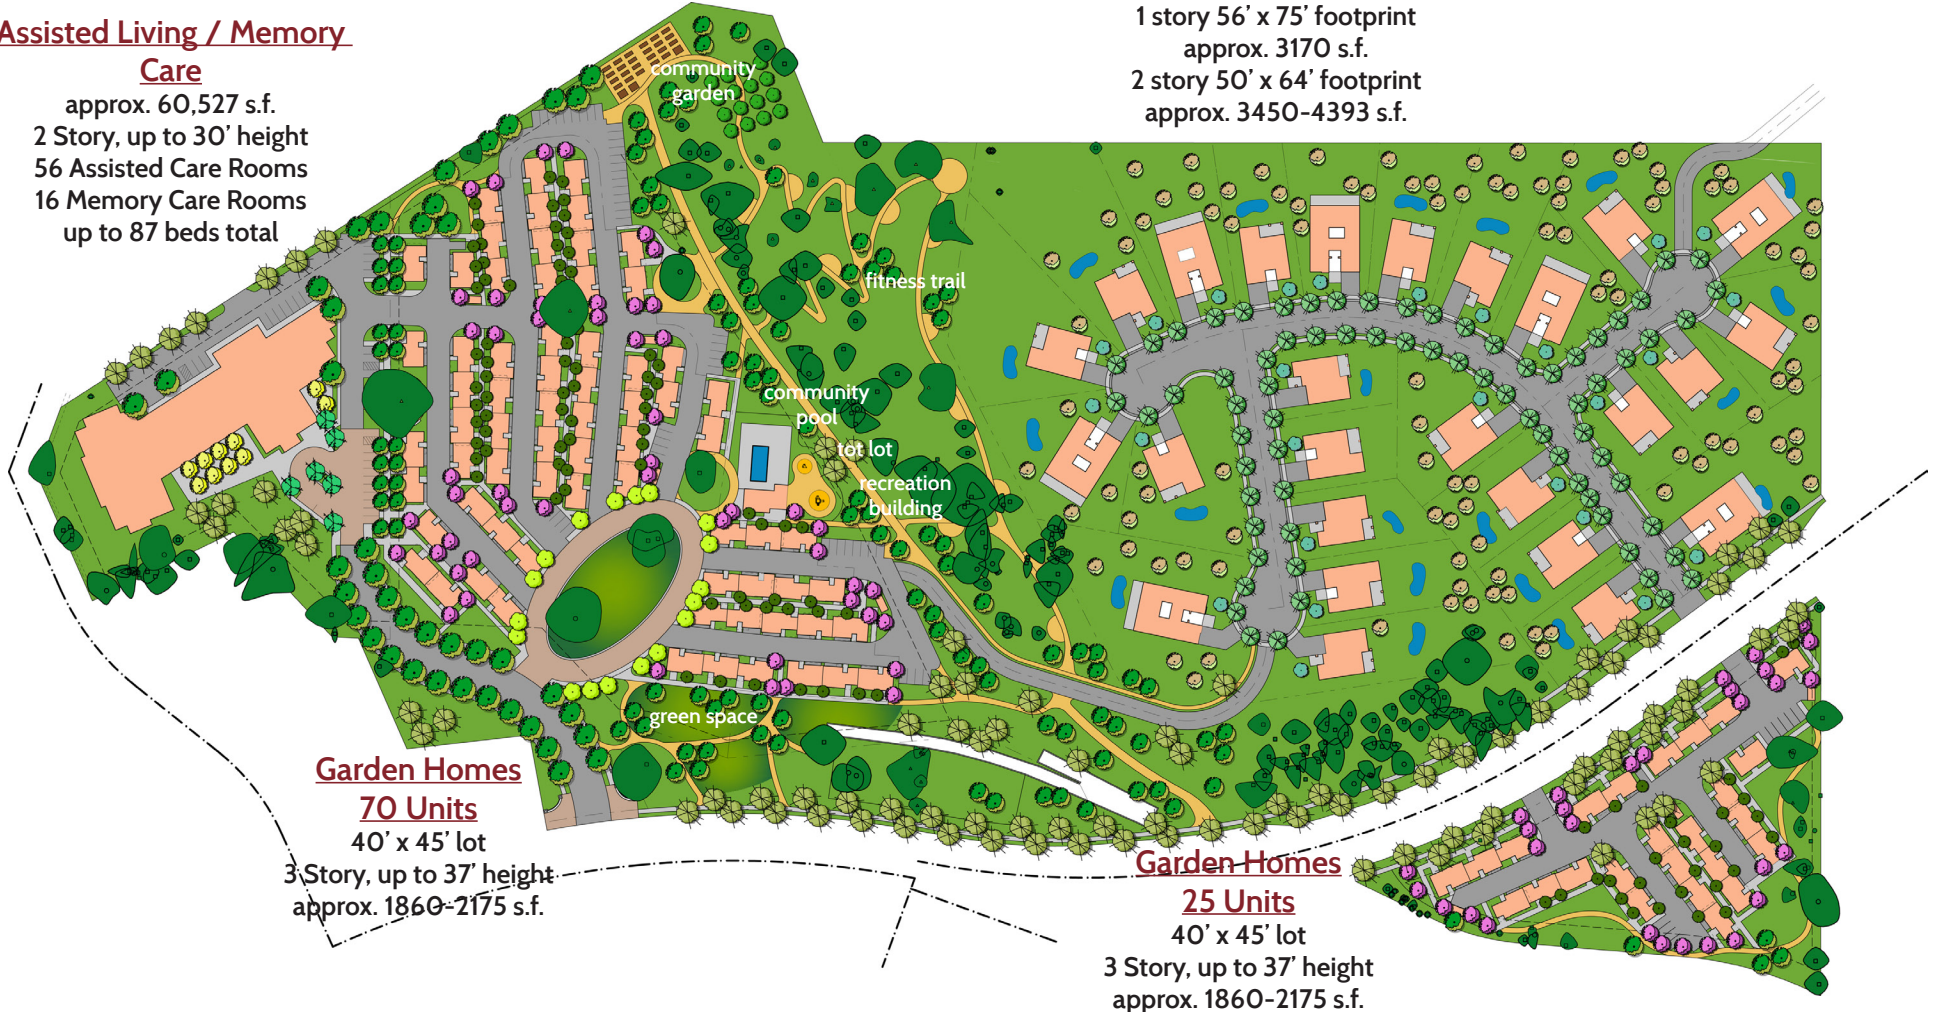 Assisted Living / Memory
Care
approx. 60,527 s.f.
2 Story, up to 30’ height
56 Assisted Care Rooms
16 Memory Care Rooms
up to 87 beds total
1 story 56’ x 75’ footprint
approx. 3170 s.f.
2 story 50’ x 64’ footprint
approx. 3450-4393 s.f.
community
garden
fitness trail
community
pool
tot lot
recreation
building
green space
Garden Homes
70 Units
40’ x 45’ lot
3 Story, up to 37’ height
approx. 1860-2175 s.f.
Garden Homes
25 Units
40’ x 45’ lot
3 Story, up to 37’ height
approx. 1860-2175 s.f.